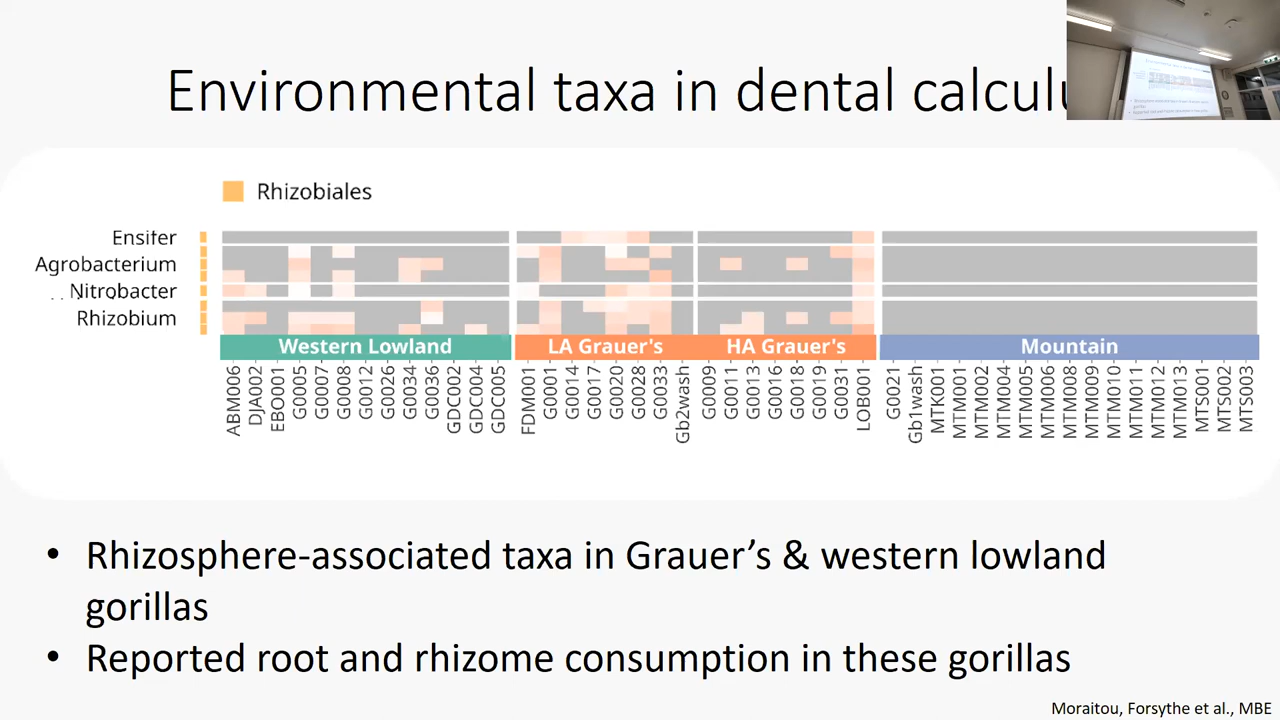 Environmental taxa in dental calculu
Rhizobiales
Ensifer
Agrobacterium
Nitrobacter
Rhizobium
Western Lowland
LA Grauer's
HA Grauer's
Mountain
ABM006
DJA002
EBO001
G0005
G0007
G0008
G0012
G0026
G0034
G0036
GDC002
GDC004
GDC005
FDM001
G0001
G0014
G0017
G0020
G0028
G0033
Gb2wash
G0009
G0011
G0013
G0016
G0018
G0019
G0031
LOB001
G0021
Gb1wash
MTK001
MTM001
MTM002
MTM004
MTM005
MTM006
MTM008
MTM009
MTM010
MTM011
MTM012
MTM013
MTS001
MTS002
MTS003
• Rhizosphere-associated taxa in Grauer’s & western lowland
gorillas
• Reported root and rhizome consumption in these gorillas
Moraitou, Forsythe et al., MBE